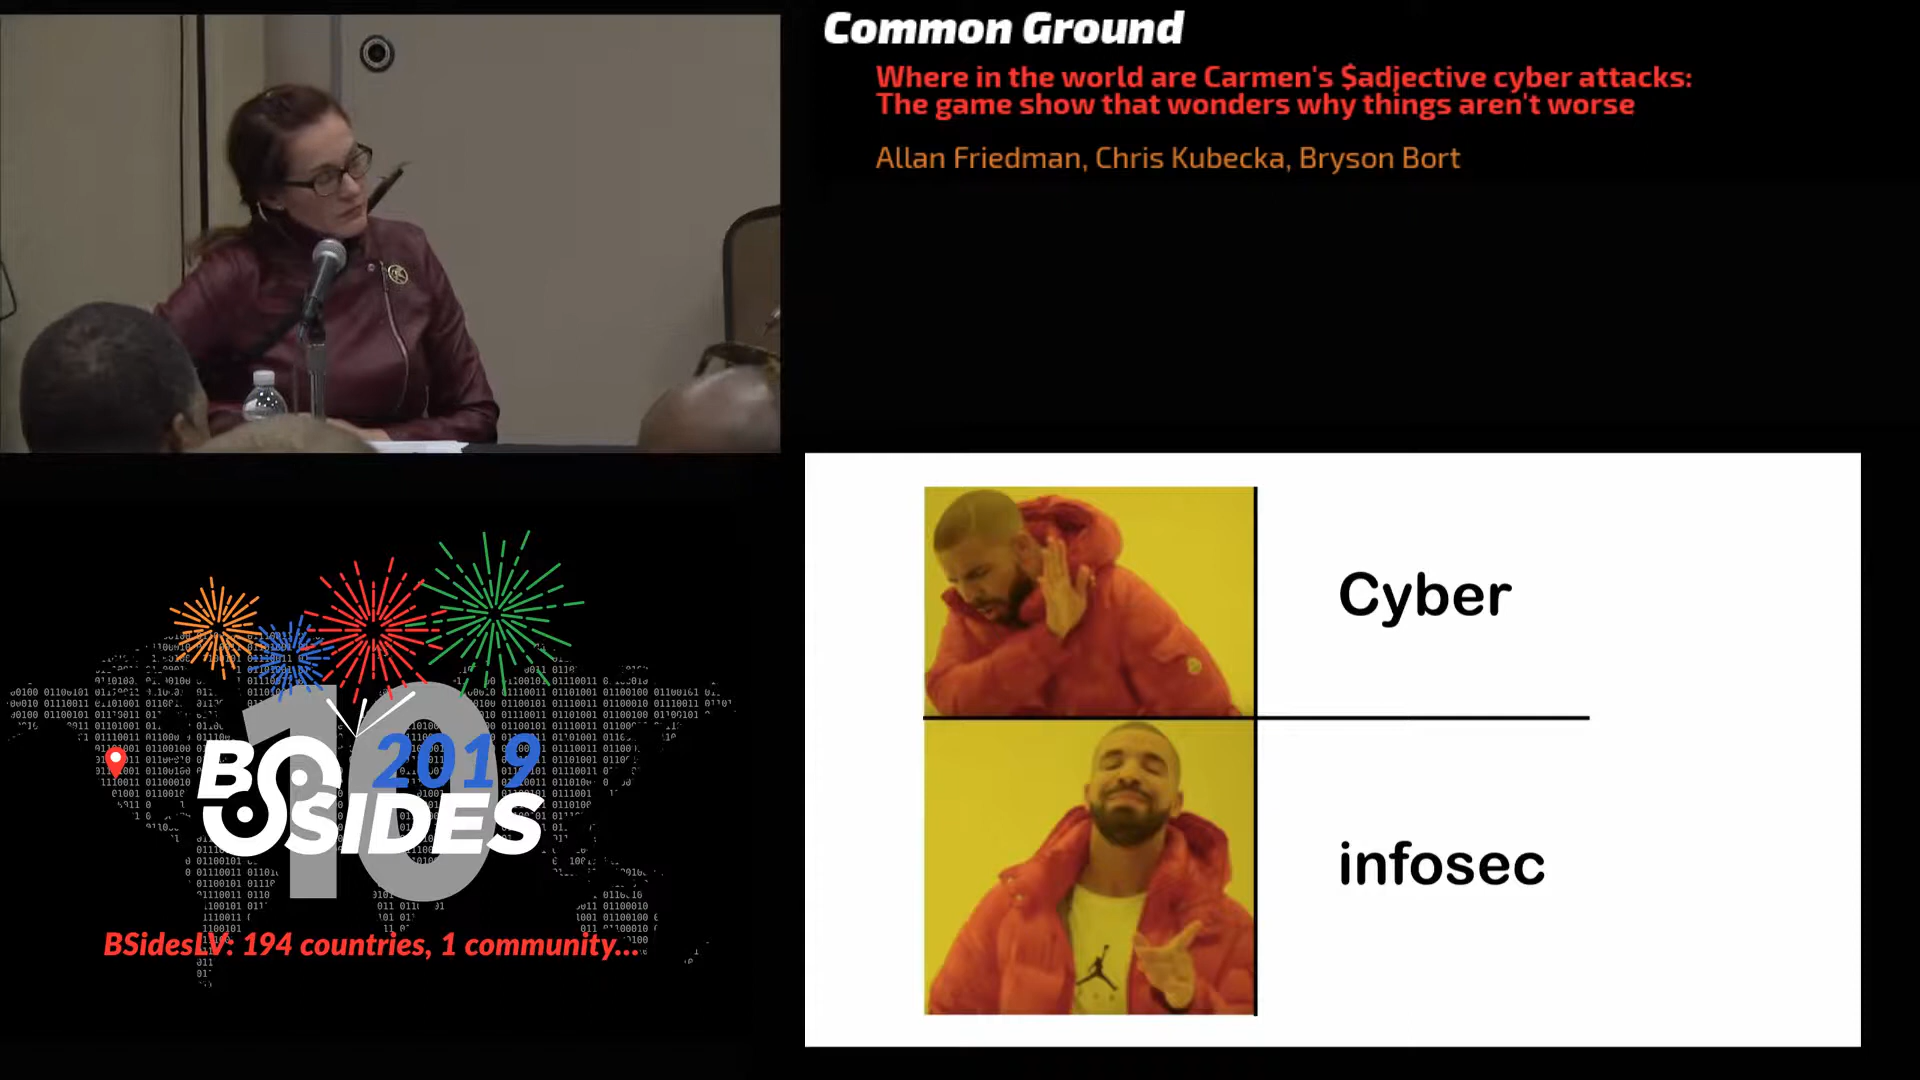 Common Ground
Where in the world are Carmen's $adjective cyber attacks:
The game show that wonders why things aren't worse
Allan Friedman, Chris Kubecka, Bryson Bort
Cyber
infosec
10
2019
BSIDES
BSidesLV: 194 countries, 1 community...